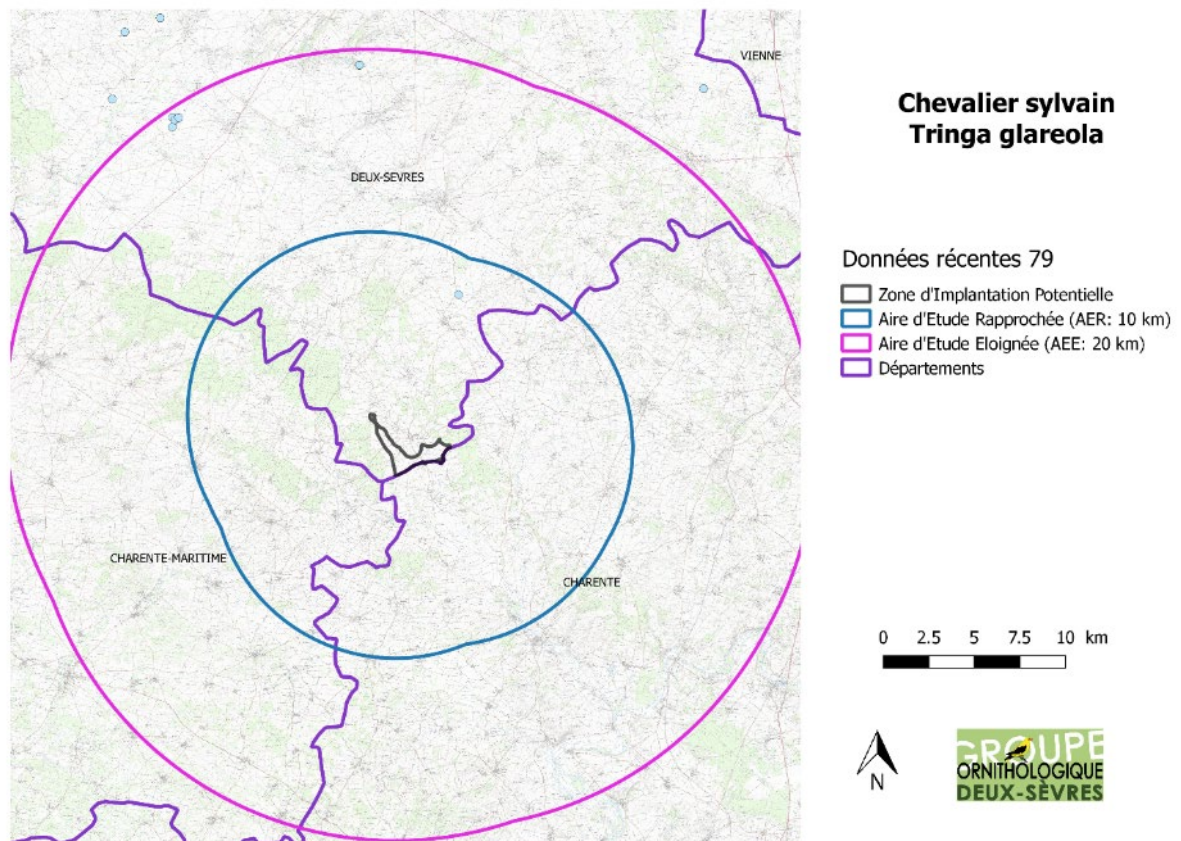 VIENNE
DEUX-SEVRES
CHARENTE-MARITIME
CHARENTE
Chevalier sylvain
Tringa glareola
Données récentes 79
Zone d'Implantation Potentielle
Aire d'Etude Rapprochée (AER: 10 km)
Aire d'Etude Eloignée (AEE: 20 km)
Départements
0 2.5 5 7.5 10 km
N
GROUPE
ORNITHOLOGIQUE
DEUX-SÈVRES